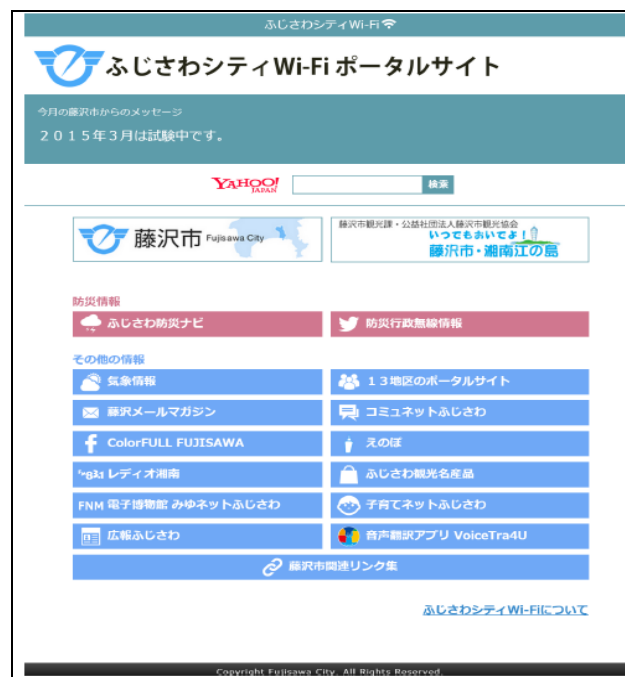 ふじさわシティWi-Fi
ふじさわシティWi-Fi ポータルサイト
今月の藤沢市からのメッセージ
２０１５年３月は試験中です。
YAHOO! JAPAN 検索
藤沢市 Fujisawa City
藤沢市観光課・公益社団法人藤沢市観光協会
いつでもおいでよ！
藤沢市・湘南江の島
防災情報
ふじさわ防災ナビ 防災行政無線情報
その他の情報
気象情報 １３地区のポータルサイト
藤沢メールマガジン コミュネットふじさわ
ColorFULL FUJISAWA えのぽ
83.1 レディオ湘南 ふじさわ観光名産品
FNM 電子博物館 みゆネットふじさわ 子育てネットふじさわ
広報ふじさわ 音声翻訳アプリ VoiceTra4U
藤沢市関連リンク集
ふじさわシティWi-Fiについて
Copyright Fujisawa City. All Rights Reserved.